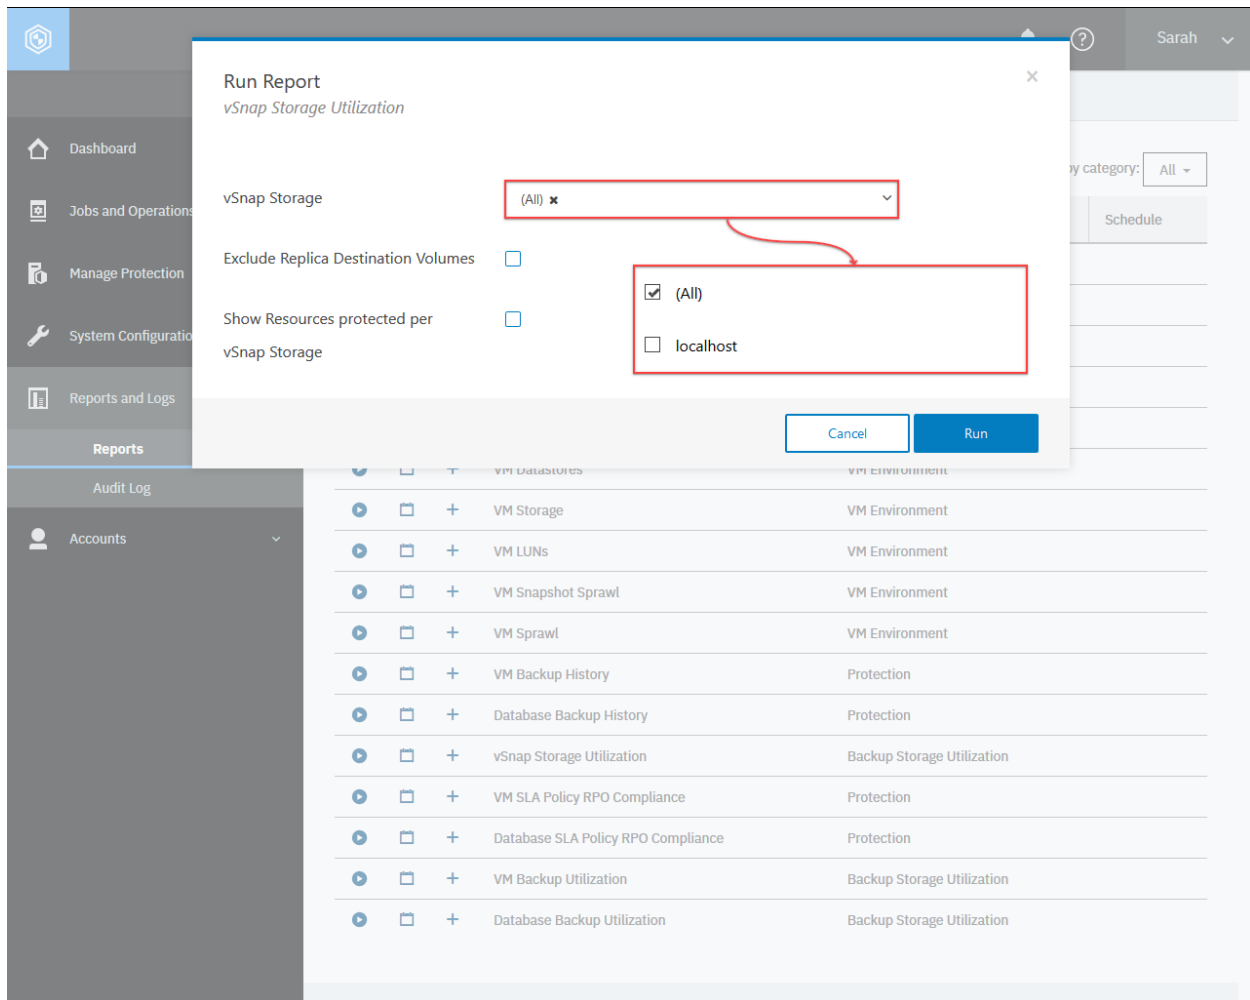 Sarah
Run Report
vSnap Storage Utilization
Dashboard
by category:
All
vSnap Storage
(All)
Jobs and Operations
Schedule
Exclude Replica Destination Volumes
Manage Protection
(All)
Show Resources protected per
vSnap Storage
System Configuratio
localhost
Reports and Logs
Cancel
Run
Reports
VM Datastores
VM Environment
Audit Log
VM Storage
VM Environment
Accounts
VM LUNs
VM Environment
VM Snapshot Sprawl
VM Environment
VM Sprawl
VM Environment
VM Backup History
Protection
Database Backup History
Protection
vSnap Storage Utilization
Backup Storage Utilization
VM SLA Policy RPO Compliance
Protection
Database SLA Policy RPO Compliance
Protection
VM Backup Utilization
Backup Storage Utilization
Database Backup Utilization
Backup Storage Utilization